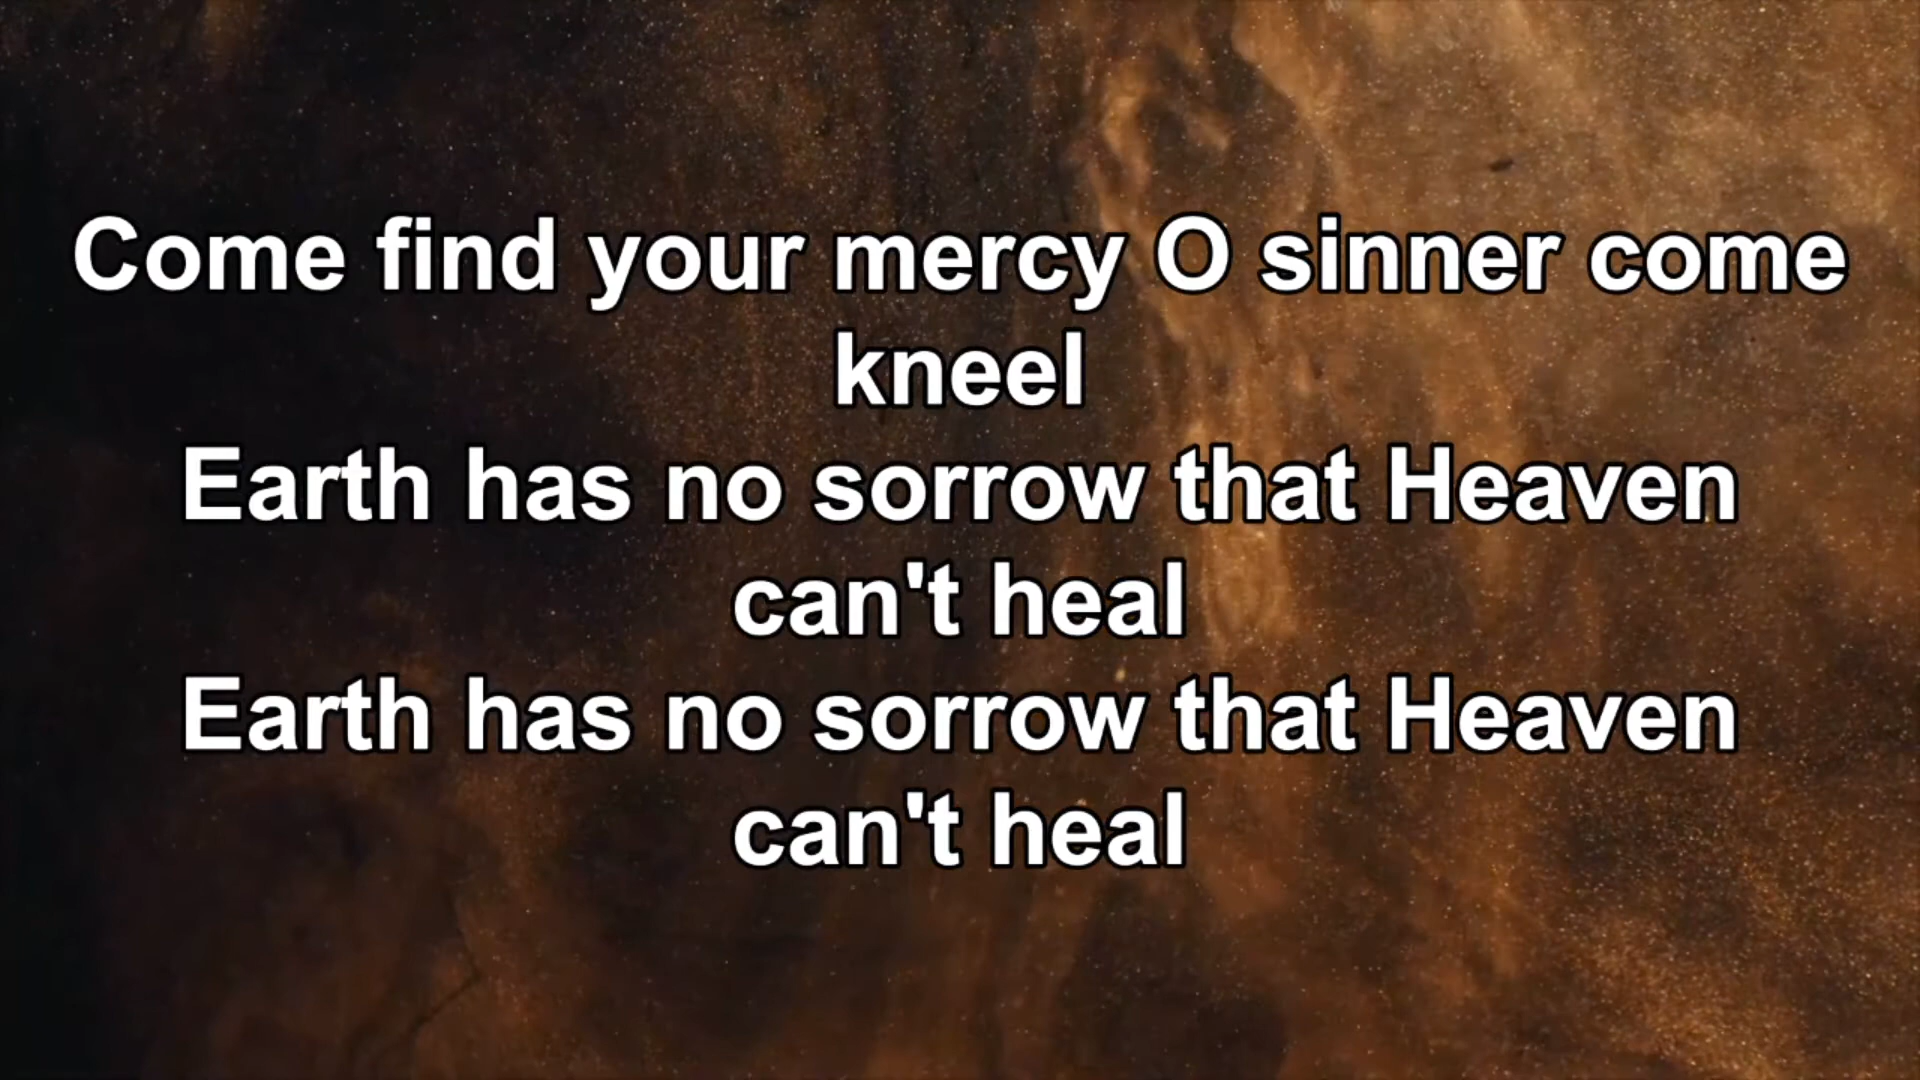 Come find your mercy O sinner come
kneel
Earth has no sorrow that Heaven
can't heal
Earth has no sorrow that Heaven
can't heal